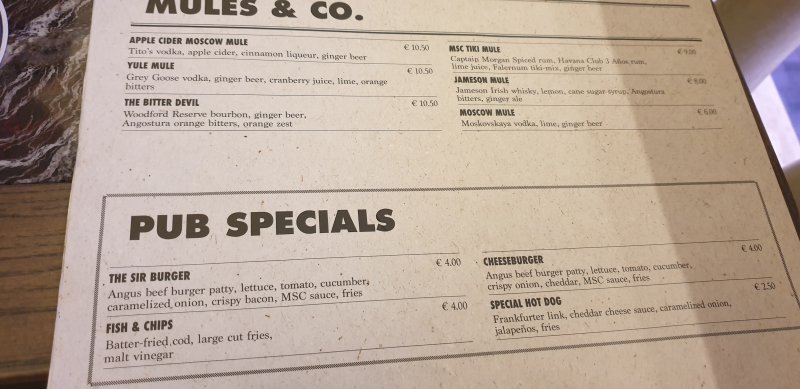 MULES & CO.
APPLE CIDER MOSCOW MULE € 10.50
Tito's vodka, apple cider, cinnamon liqueur, ginger beer
YULE MULE € 10.50
Grey Goose vodka, ginger beer, cranberry juice, lime, orange
bitters
THE BITTER DEVIL € 10.50
Woodford Reserve bourbon, ginger beer,
Angostura orange bitters, orange zest
MSC TIKI MULE € 9.00
Captain Morgan Spiced rum, Havana Club 3 Años rum,
lime juice, Falernum tiki-mix, ginger beer
JAMESON MULE € 8.00
Jameson Irish whisky, lemon, cane sugar syrup, Angostura
bitters, ginger ale
MOSCOW MULE € 6.00
Moskovskaya vodka, lime, ginger beer
PUB SPECIALS
THE SIR BURGER € 4.00
Angus beef burger patty, lettuce, tomato, cucumber,
caramelized onion, crispy bacon, MSC sauce, fries
FISH & CHIPS € 4.00
Batter-fried cod, large cut fries,
malt vinegar
CHEESEBURGER € 4.00
Angus beef burger patty, lettuce, tomato, cucumber,
crispy onion, cheddar, MSC sauce, fries
SPECIAL HOT DOG € 2.50
Frankfurter link, cheddar cheese sauce, caramelized onion,
jalapeños, fries